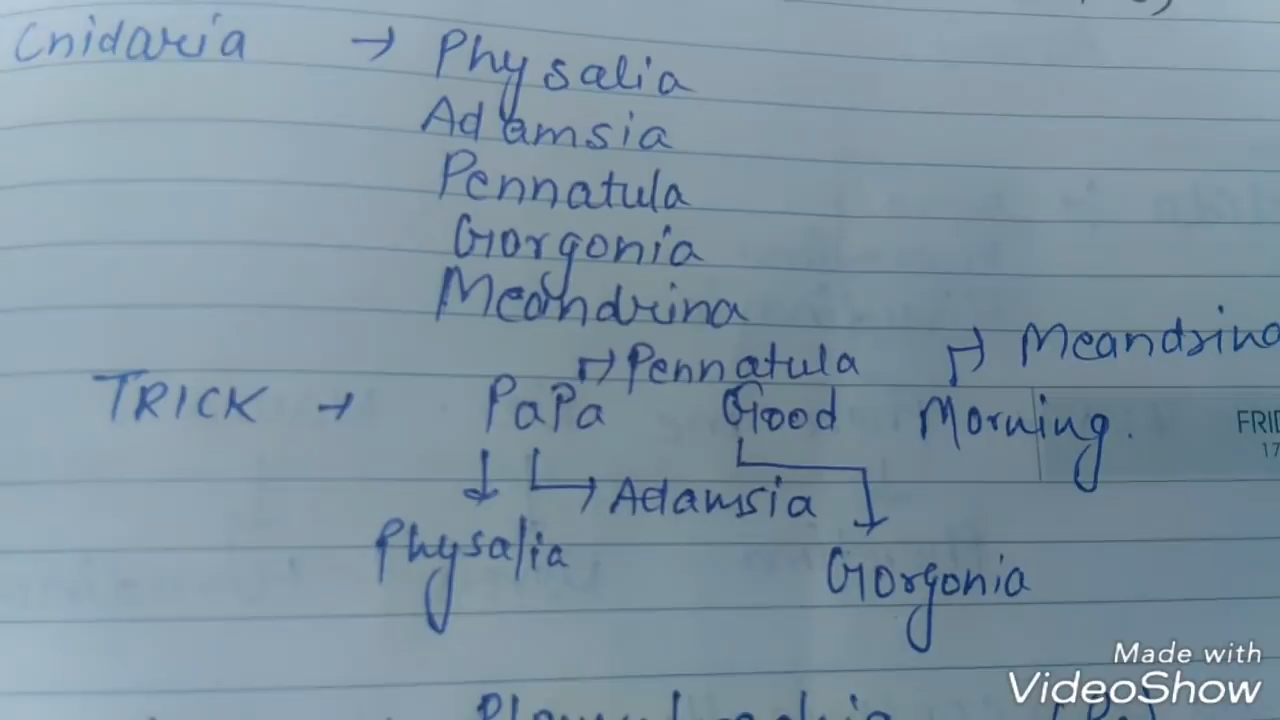 Cnidaria → Physalia
Adamsia
Pennatula
Gorgonia
Meandrina
→ Pennatula → Meandrina
TRICK → PaPa Good Morning.
FRID
17
→ Adamsia
Physalia
Gorgonia
Made with
VideoShow